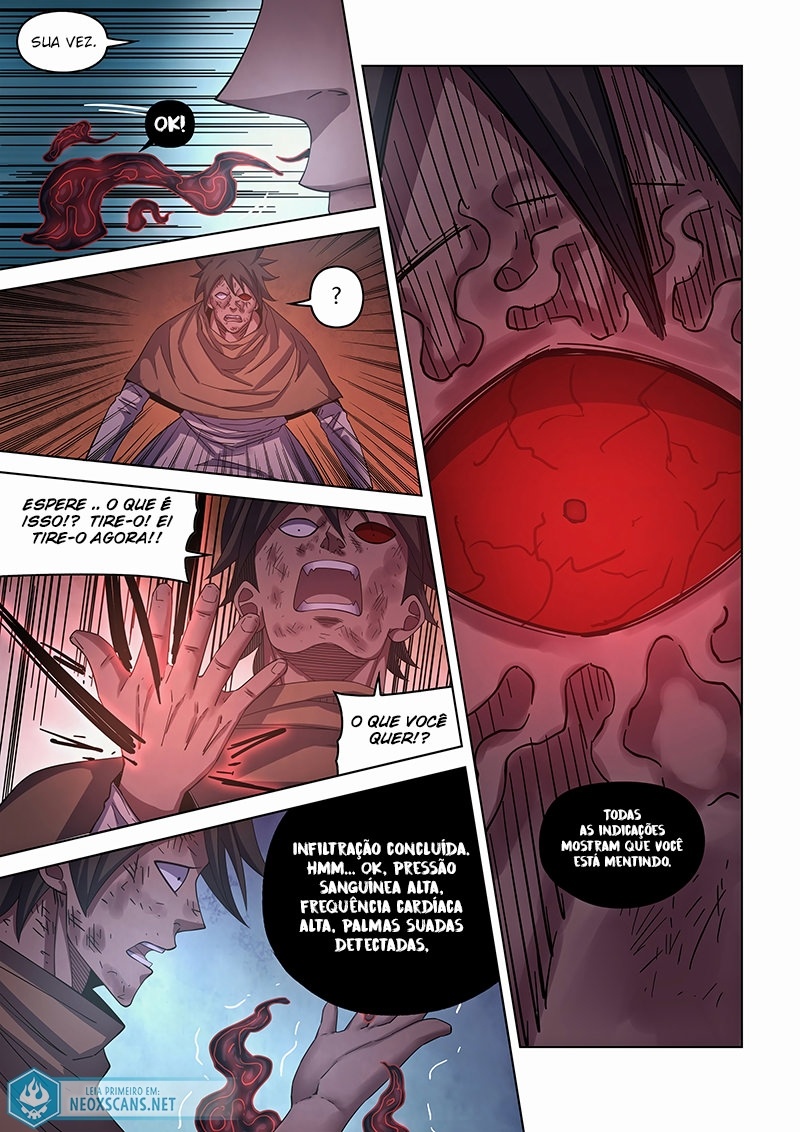 SUA VEZ.
OK!
?
ESPERE .. O QUE É
ISSO!? TIRE-O! EI
TIRE-O AGORA!!
O QUE VOCÊ
QUER!?
INFILTRAÇÃO CONCLUÍDA.
HMM... OK, PRESSÃO
SANGUÍNEA ALTA,
FREQUÊNCIA CARDÍACA
ALTA, PALMAS SUADAS
DETECTADAS,
TODAS
AS INDICAÇÕES
MOSTRAM QUE VOCÊ
ESTÁ MENTINDO.
LEIA PRIMEIRO EM:
NEOXSCANS.NET